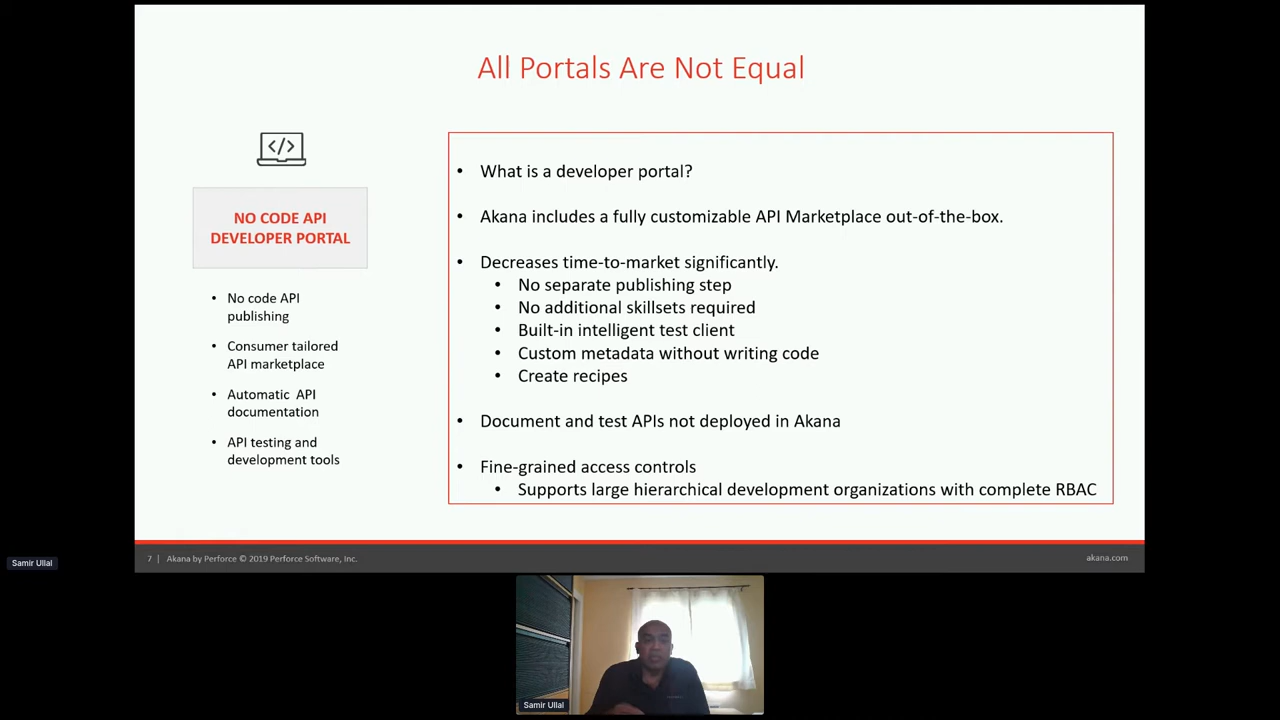 All Portals Are Not Equal
</>
NO CODE API
DEVELOPER PORTAL
• No code API
publishing
• Consumer tailored
API marketplace
• Automatic API
documentation
• API testing and
development tools
• What is a developer portal?
• Akana includes a fully customizable API Marketplace out-of-the-box.
• Decreases time-to-market significantly.
• No separate publishing step
• No additional skillsets required
• Built-in intelligent test client
• Custom metadata without writing code
• Create recipes
• Document and test APIs not deployed in Akana
• Fine-grained access controls
• Supports large hierarchical development organizations with complete RBAC
7 | Akana by Perforce © 2019 Perforce Software, Inc.
akana.com
Samir Ullal
Samir Ullal